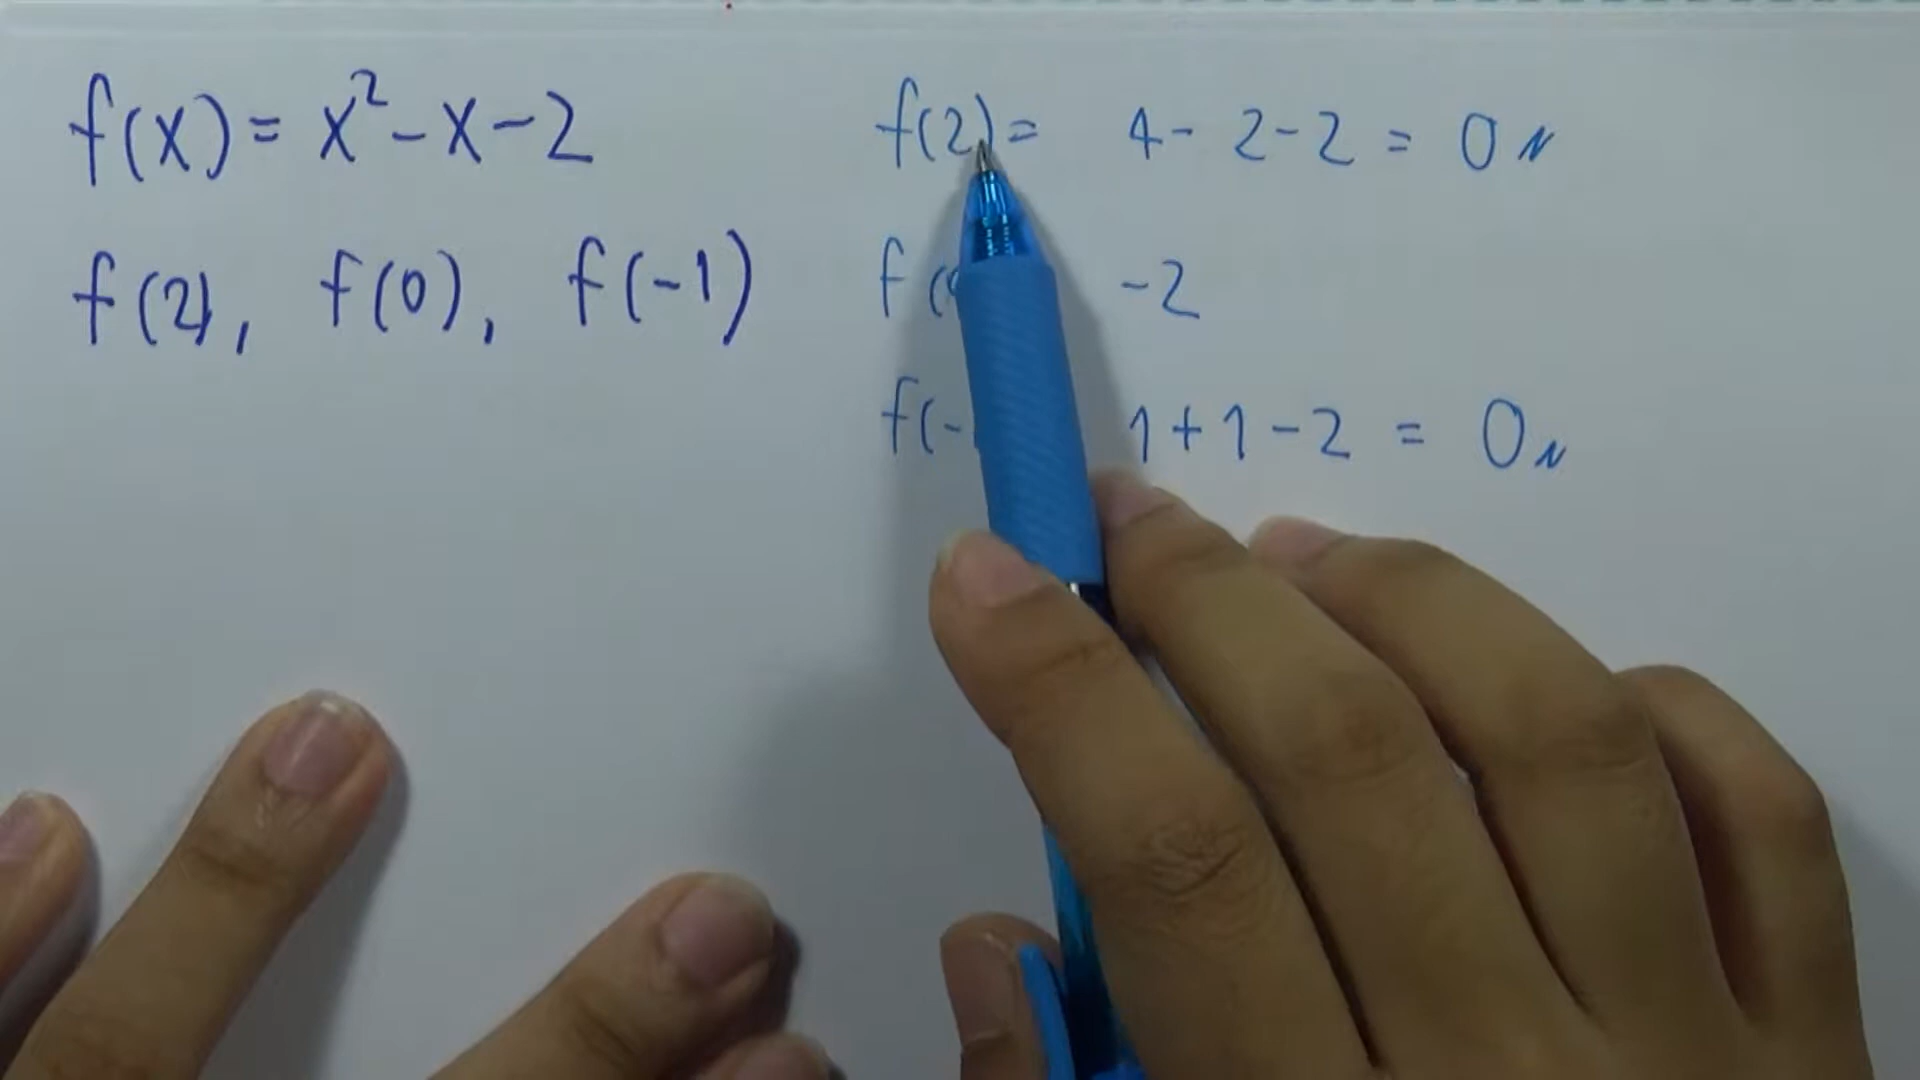 f(x) = x² - x - 2
f(2), f(0), f(-1)
f(2) = 4 - 2 - 2 = 0
f( -2
f(- 1 + 1 - 2 = 0